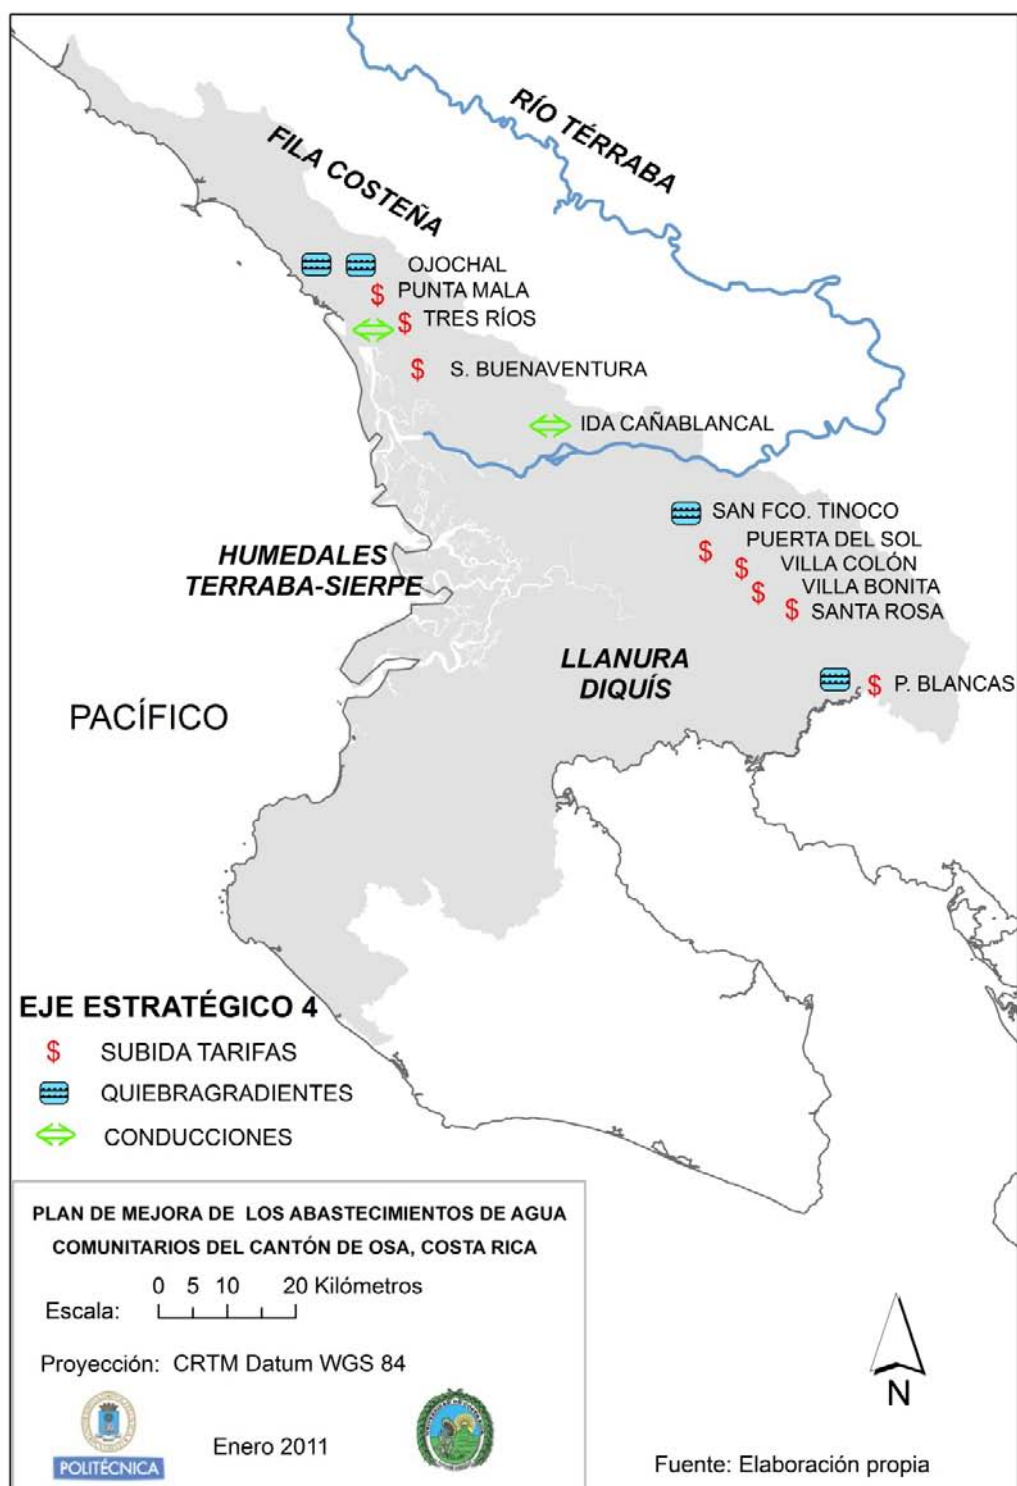 RÍO TÉRRABA
FILA COSTEÑA
OJOCHAL
$ PUNTA MALA
$ TRES RÍOS
$ S. BUENAVENTURA
IDA CAÑABLANCAL
SAN FCO. TINOCO
$ PUERTA DEL SOL
$ VILLA COLÓN
$ VILLA BONITA
$ SANTA ROSA
HUMEDALES
TERRABA-SIERPE
LLANURA
DIQUÍS
$ P. BLANCAS
PACÍFICO
EJE ESTRATÉGICO 4
$ SUBIDA TARIFAS
QUIEBRAGRADIENTES
CONDUCCIONES
PLAN DE MEJORA DE LOS ABASTECIMIENTOS DE AGUA
COMUNITARIOS DEL CANTÓN DE OSA, COSTA RICA
0 5 10 20 Kilómetros
Escala:
Proyección: CRTM Datum WGS 84
POLITÉCNICA
Enero 2011
N
Fuente: Elaboración propia